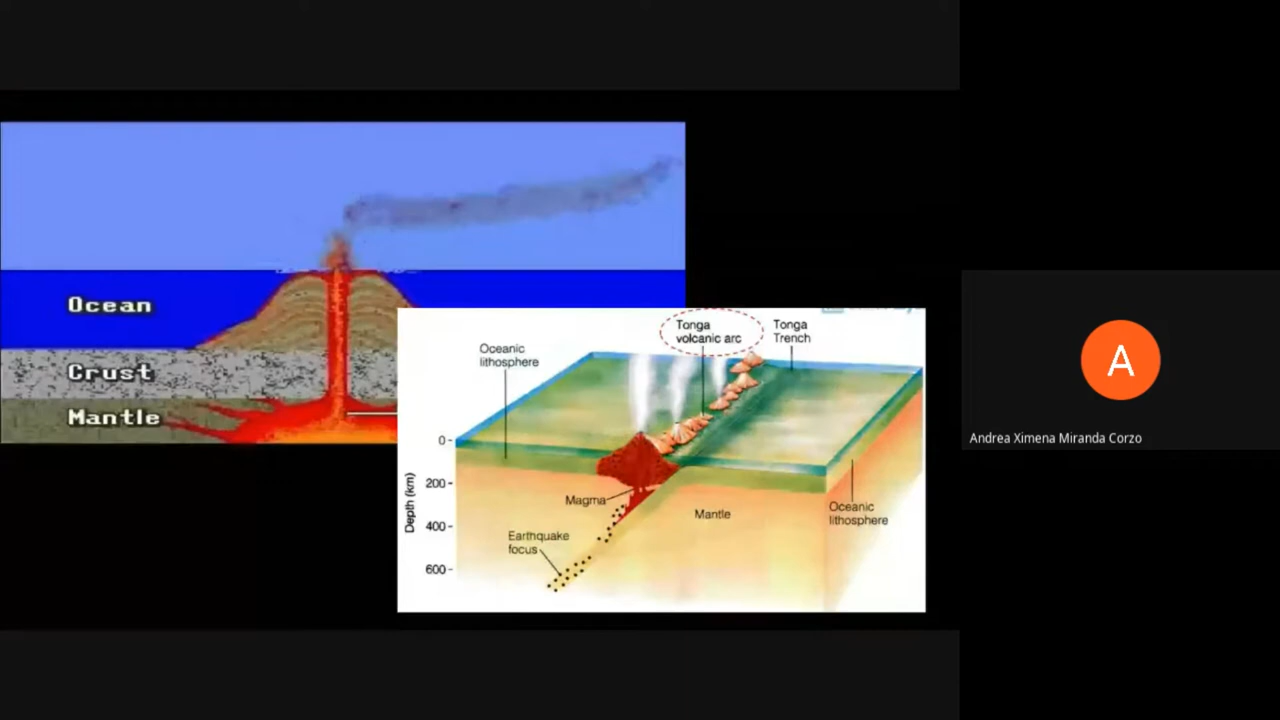 Ocean
Crust
Mantle
Tonga
volcanic arc
Tonga
Trench
Oceanic
lithosphere
0
200
400
600
Depth (km)
Magma
Mantle
Earthquake
focus
Oceanic
lithosphere
A
Andrea Ximena Miranda Corzo